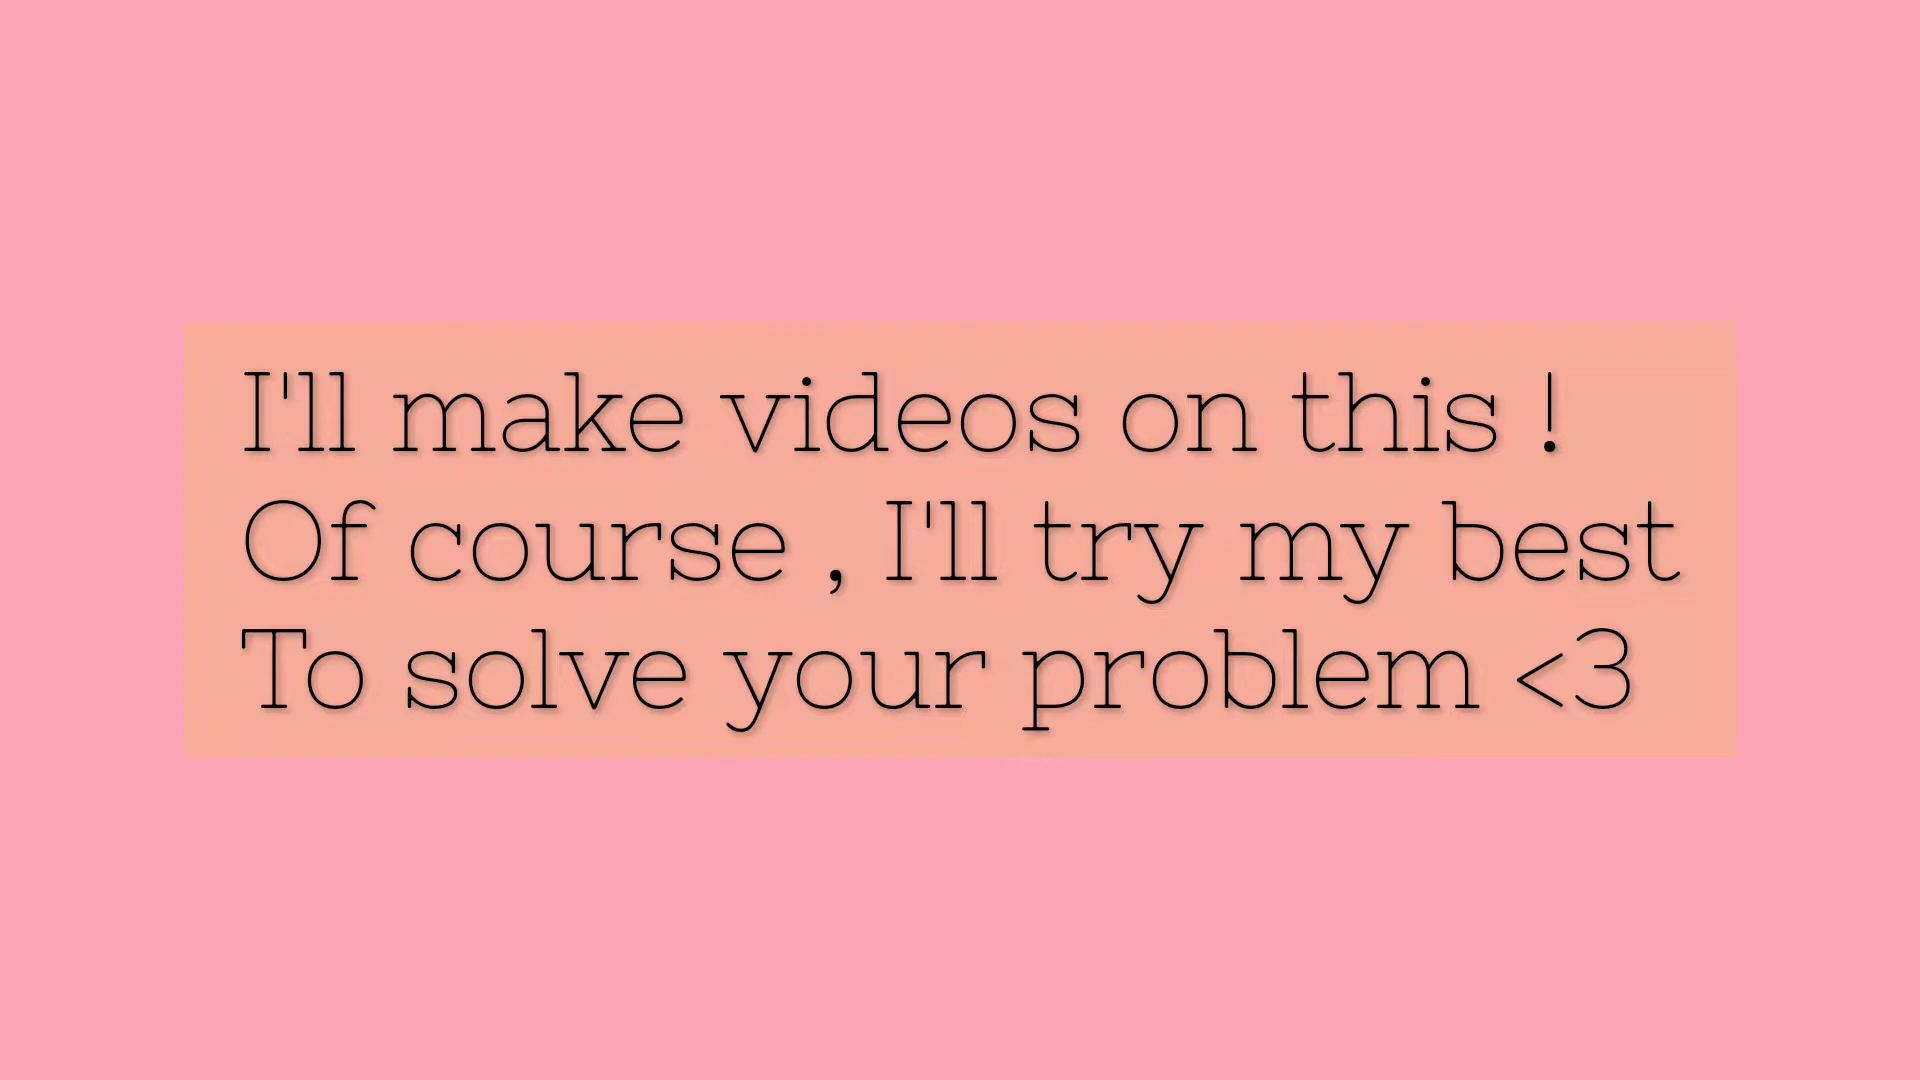 I'll make videos on this !
Of course , I'll try my best
To solve your problem <3